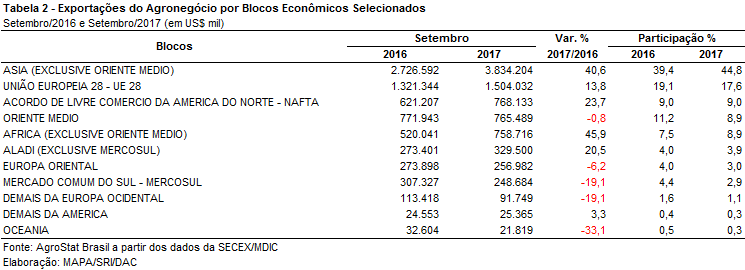 Tabela 2 - Exportações do Agronegócio por Blocos Econômicos Selecionados
Setembro/2016 e Setembro/2017 (em US$ mil)
Blocos Setembro Var. % Participação %
2016 2017 2017/2016 2016 2017
ASIA (EXCLUSIVE ORIENTE MEDIO) 2.726.592 3.834.204 40,6 39,4 44,8
UNIÃO EUROPEIA 28 - UE 28 1.321.344 1.504.032 13,8 19,1 17,6
ACORDO DE LIVRE COMERCIO DA AMERICA DO NORTE - NAFTA 621.207 768.133 23,7 9,0 9,0
ORIENTE MEDIO 771.943 765.489 -0,8 11,2 8,9
AFRICA (EXCLUSIVE ORIENTE MEDIO) 520.041 758.716 45,9 7,5 8,9
ALADI (EXCLUSIVE MERCOSUL) 273.401 329.500 20,5 4,0 3,9
EUROPA ORIENTAL 273.898 256.982 -6,2 4,0 3,0
MERCADO COMUM DO SUL - MERCOSUL 307.327 248.684 -19,1 4,4 2,9
DEMAIS DA EUROPA OCIDENTAL 113.418 91.749 -19,1 1,6 1,1
DEMAIS DA AMERICA 24.553 25.365 3,3 0,4 0,3
OCEANIA 32.604 21.819 -33,1 0,5 0,3
Fonte: AgroStat Brasil a partir dos dados da SECEX/MDIC
Elaboração: MAPA/SRI/DAC